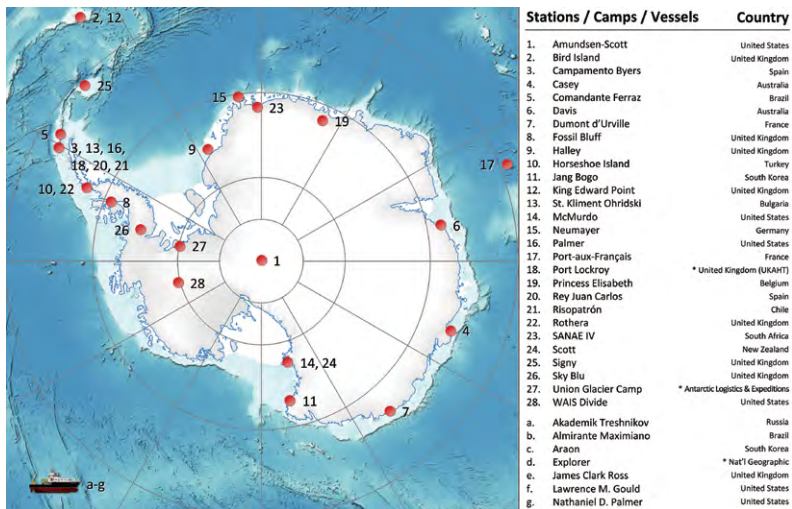 2, 12
25
15
23
19
5
3, 13, 16,
18, 20, 21
9
17
10, 22
8
6
26
27
1
28
4
14, 24
11
7
a-g
Stations / Camps / Vessels Country
1. Amundsen-Scott United States
2. Bird Island United Kingdom
3. Campamento Byers Spain
4. Casey Australia
5. Comandante Ferraz Brazil
6. Davis Australia
7. Dumont d'Urville France
8. Fossil Bluff United Kingdom
9. Halley United Kingdom
10. Horseshoe Island Turkey
11. Jang Bogo South Korea
12. King Edward Point United Kingdom
13. St. Kliment Ohridski Bulgaria
14. McMurdo United States
15. Neumayer Germany
16. Palmer United States
17. Port-aux-Français France
18. Port Lockroy * United Kingdom (UKAHT)
19. Princess Elisabeth Belgium
20. Rey Juan Carlos Spain
21. Risopatrón Chile
22. Rothera United Kingdom
23. SANAE IV South Africa
24. Scott New Zealand
25. Signy United Kingdom
26. Sky Blu United Kingdom
27. Union Glacier Camp * Antarctic Logistics & Expeditions
28. WAIS Divide United States
a. Akademik Treshnikov Russia
b. Almirante Maximiano Brazil
c. Araon South Korea
d. Explorer * Nat'l Geographic
e. James Clark Ross United Kingdom
f. Lawrence M. Gould United States
g. Nathaniel D. Palmer United States